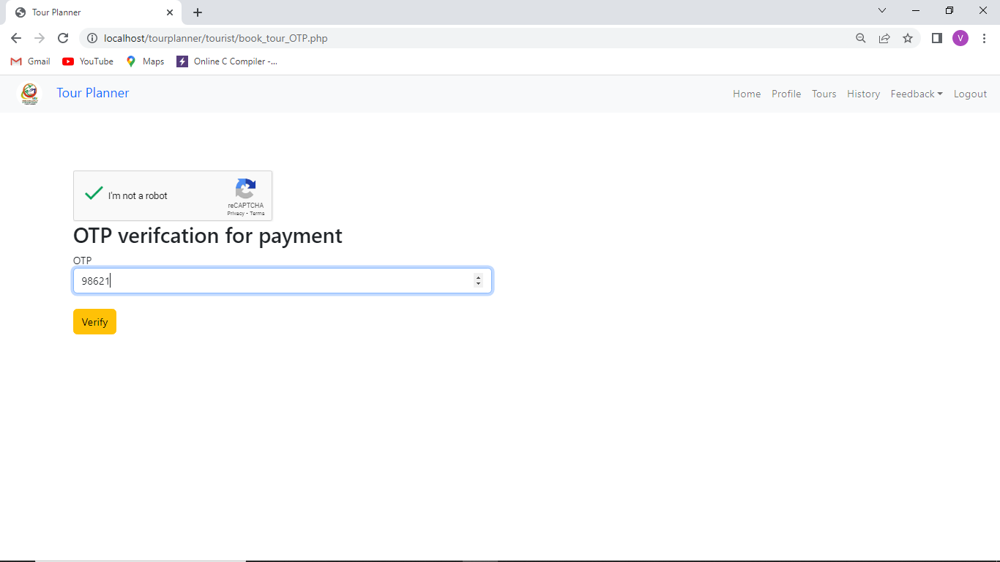 Tour Planner
localhost/tourplanner/tourist/book_tour_OTP.php
V
Gmail YouTube Maps Online C Compiler -...
Tour Planner Home Profile Tours History Feedback Logout
I'm not a robot
reCAPTCHA
Privacy - Terms
OTP verifcation for payment
OTP
98621
Verify